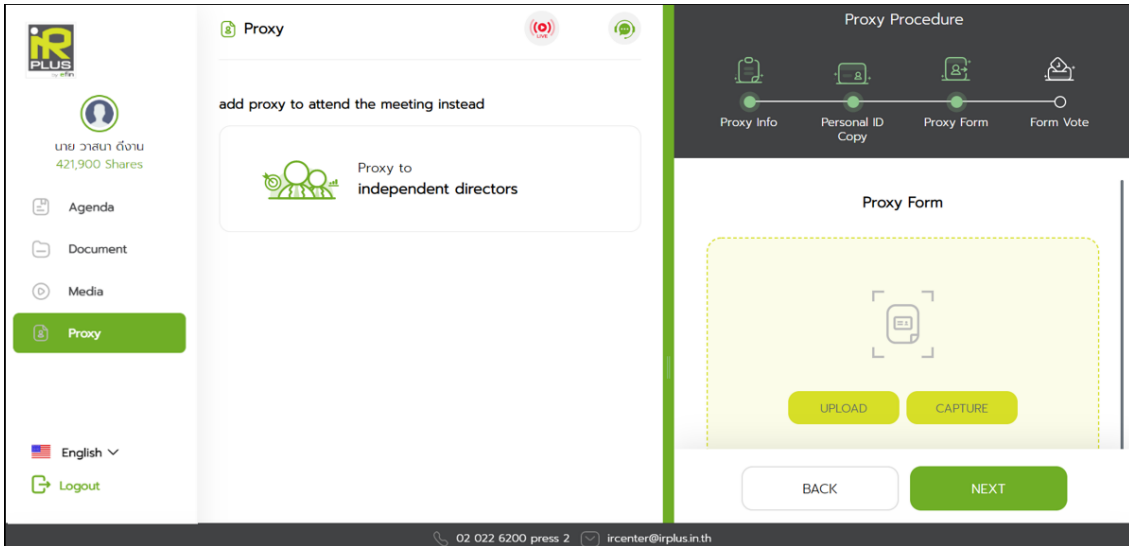 iR
PLUS
by efin
นาย วาสนา ดีงาน
421,900 Shares
Agenda
Document
Media
Proxy
English
Logout
Proxy
LIVE
add proxy to attend the meeting instead
Proxy to
independent directors
Proxy Procedure
Proxy Info
Personal ID
Copy
Proxy Form
Form Vote
Proxy Form
UPLOAD
CAPTURE
BACK
NEXT
02 022 6200 press 2 ircenter@irplus.in.th